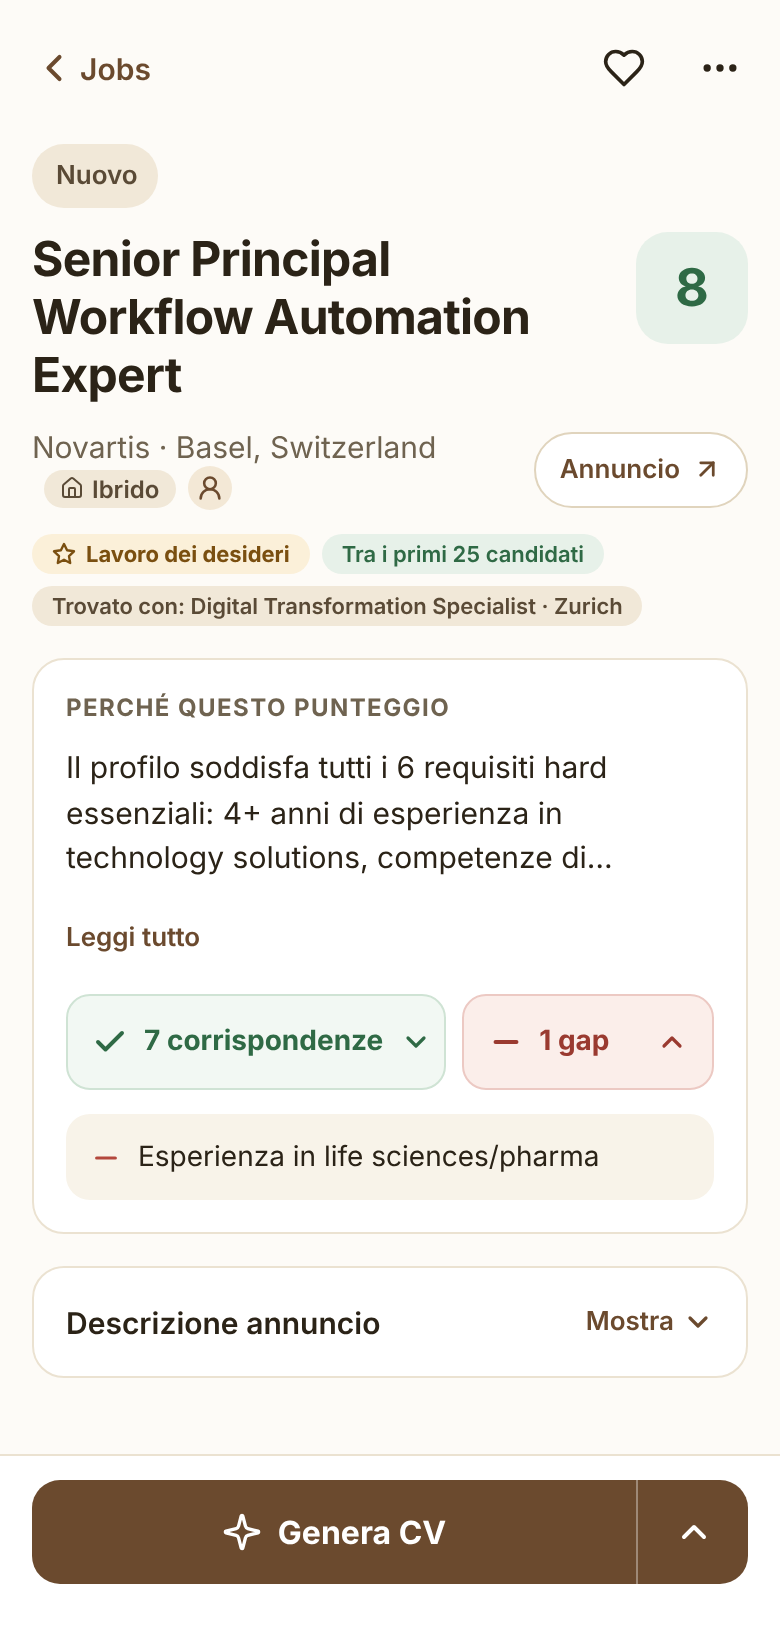 Jobs
Nuovo
Senior Principal
Workflow Automation
Expert
8
Novartis · Basel, Switzerland
Annuncio
Ibrido
Lavoro dei desideri
Tra i primi 25 candidati
Trovato con: Digital Transformation Specialist · Zurich
PERCHÉ QUESTO PUNTEGGIO
Il profilo soddisfa tutti i 6 requisiti hard
essenziali: 4+ anni di esperienza in
technology solutions, competenze di...
Leggi tutto
7 corrispondenze
1 gap
Esperienza in life sciences/pharma
Descrizione annuncio
Mostra
Genera CV